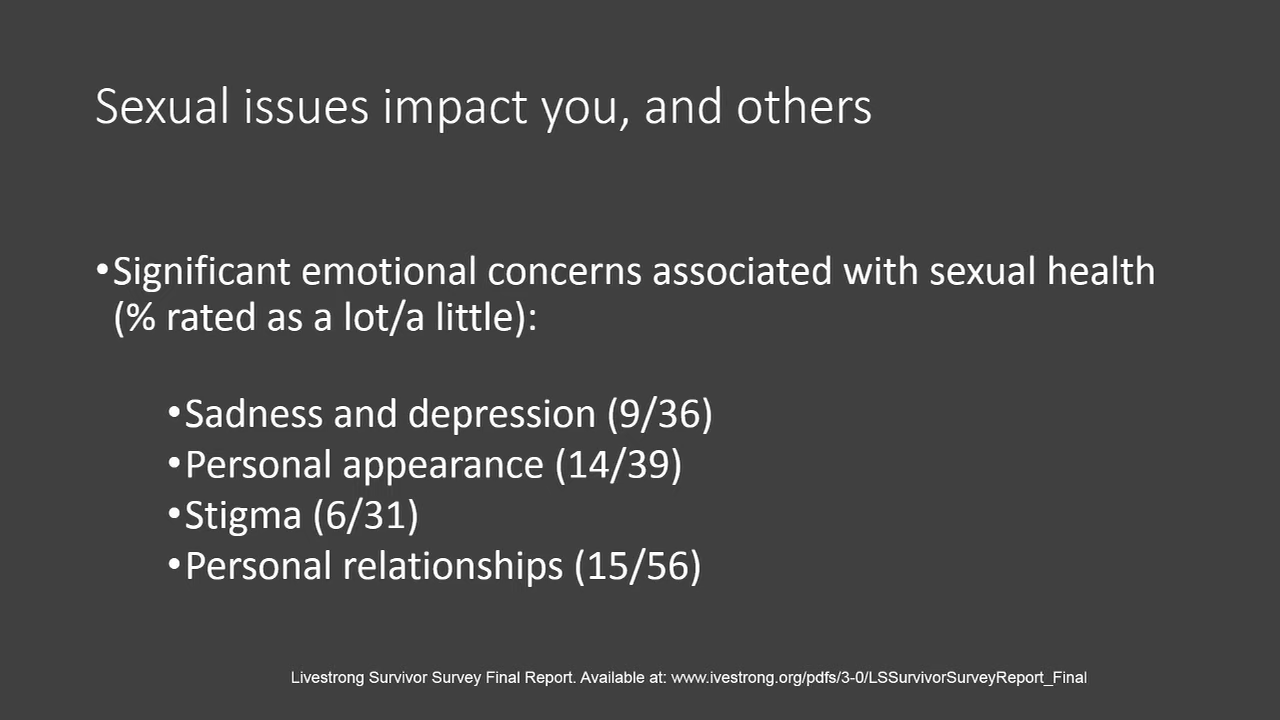 Sexual issues impact you, and others
•Significant emotional concerns associated with sexual health
(% rated as a lot/a little):
•Sadness and depression (9/36)
•Personal appearance (14/39)
•Stigma (6/31)
•Personal relationships (15/56)
Livestrong Survivor Survey Final Report. Available at: www.ivestrong.org/pdfs/3-0/LSSurvivorSurveyReport_Final